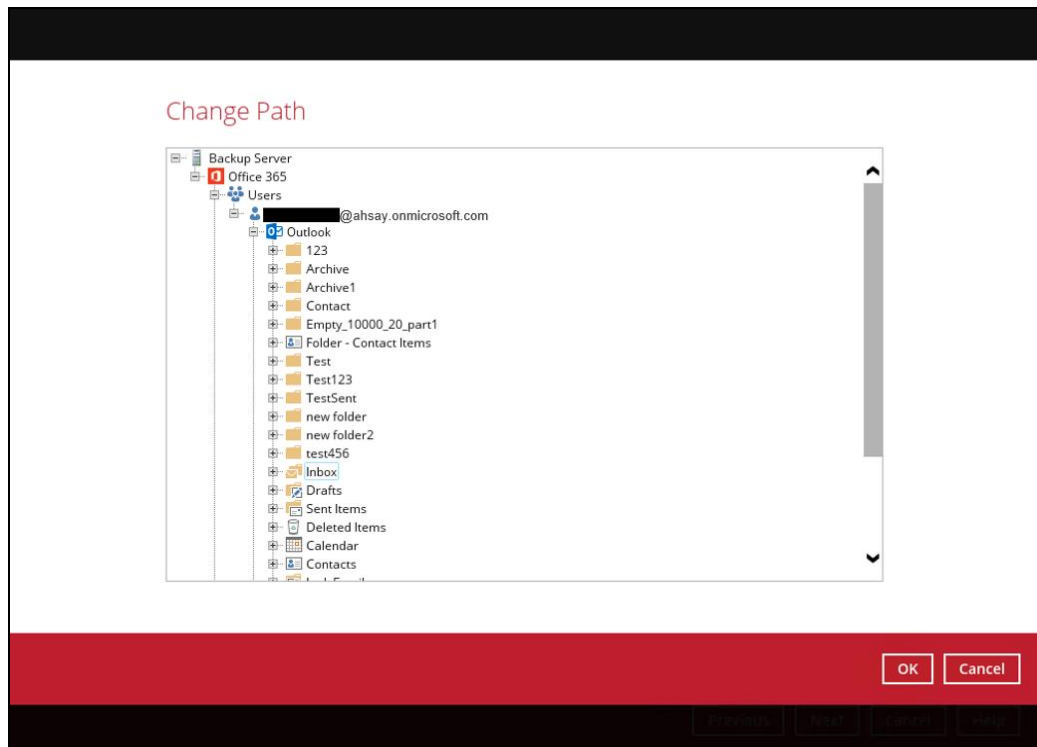 Change Path
Backup Server
Office 365
Users
@ahsay.onmicrosoft.com
Outlook
123
Archive
Archive1
Contact
Empty_10000_20_part1
Folder - Contact Items
Test
Test123
TestSent
new folder
new folder2
test456
Inbox
Drafts
Sent Items
Deleted Items
Calendar
Contacts
OK Cancel
Previous Next Cancel Help